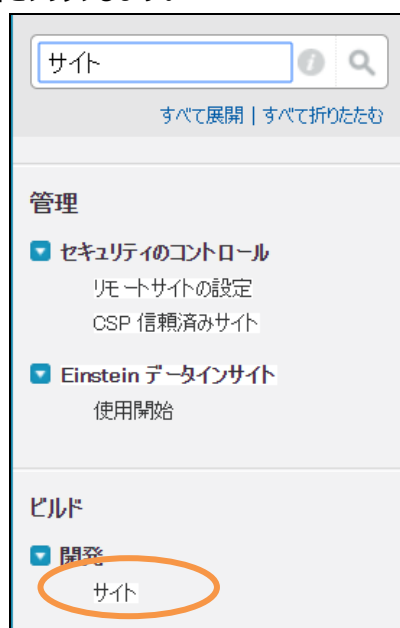 サイト
すべて展開 | すべて折りたたむ
管理
セキュリティのコントロール
リモートサイトの設定
CSP 信頼済みサイト
Einstein データインサイト
使用開始
ビルド
開発
サイト